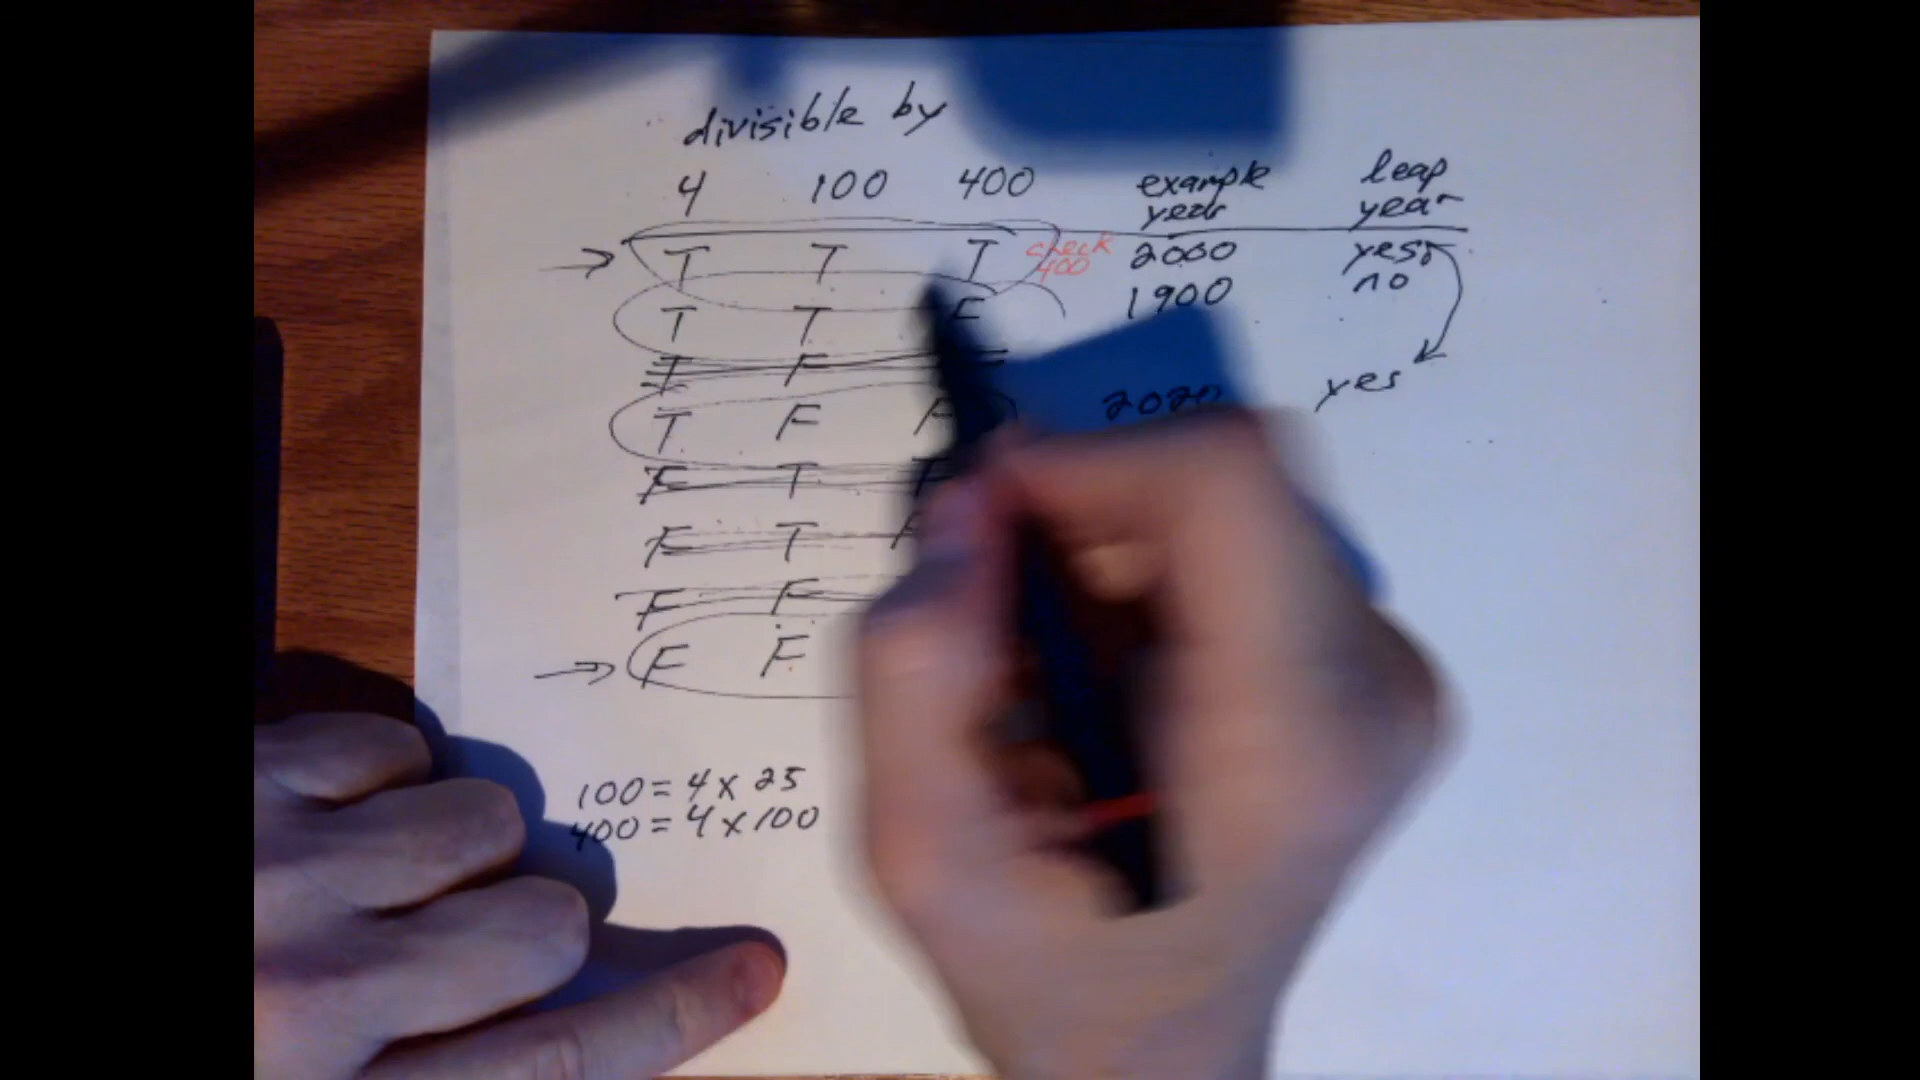 divisible by
4 100 400 example year leap year
T T T check 400 2000 yes
T T F 1900 no
T F
T F F 2020 yes
F T F
F T F
F F
F F
100 = 4 x 25
400 = 4 x 100